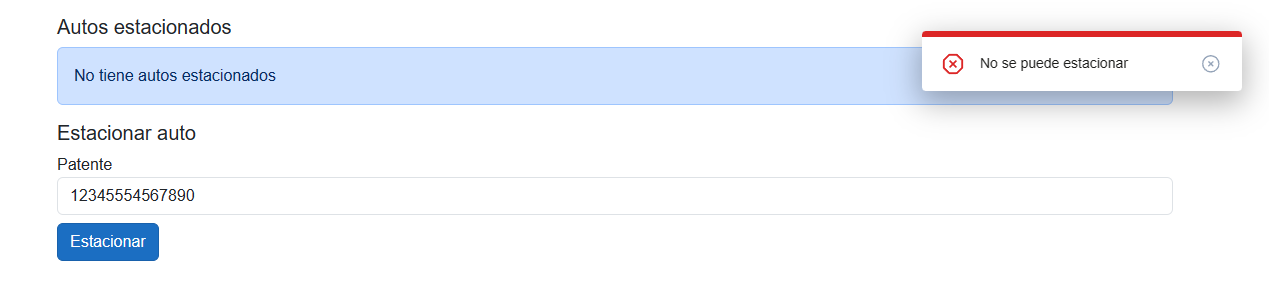 Autos estacionados
No tiene autos estacionados
No se puede estacionar
Estacionar auto
Patente
12345554567890
Estacionar